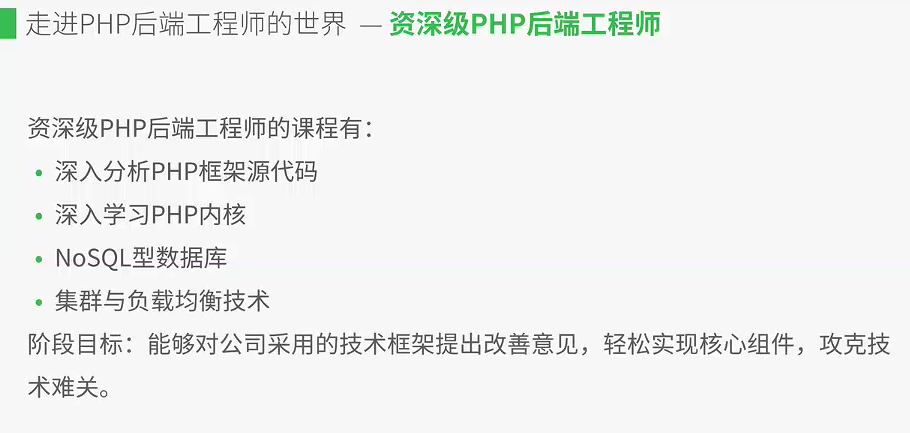 走进PHP后端工程师的世界 — 资深级PHP后端工程师
资深级PHP后端工程师的课程有：
• 深入分析PHP框架源代码
• 深入学习PHP内核
• NoSQL型数据库
• 集群与负载均衡技术
阶段目标：能够对公司采用的技术框架提出改善意见，轻松实现核心组件，攻克技
术难关。